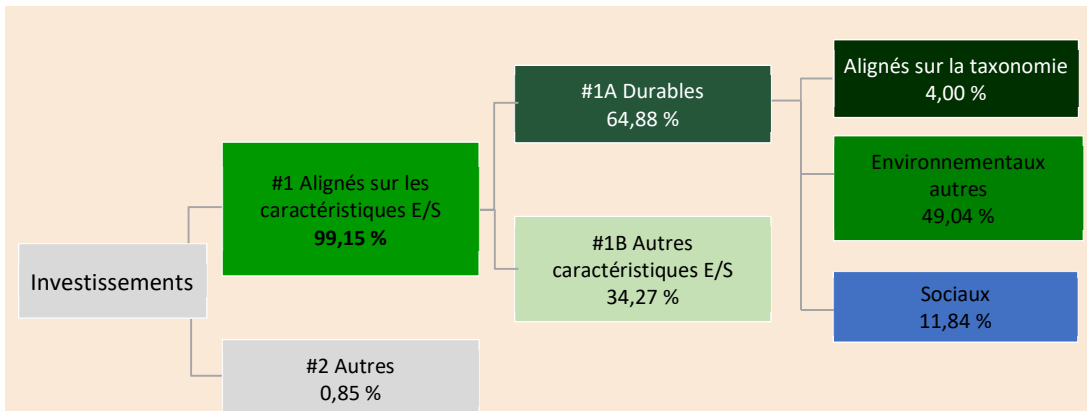 Investissements
#1 Alignés sur les
caractéristiques E/S
99,15 %
#2 Autres
0,85 %
#1A Durables
64,88 %
#1B Autres
caractéristiques E/S
34,27 %
Alignés sur la taxonomie
4,00 %
Environnementaux
autres
49,04 %
Sociaux
11,84 %